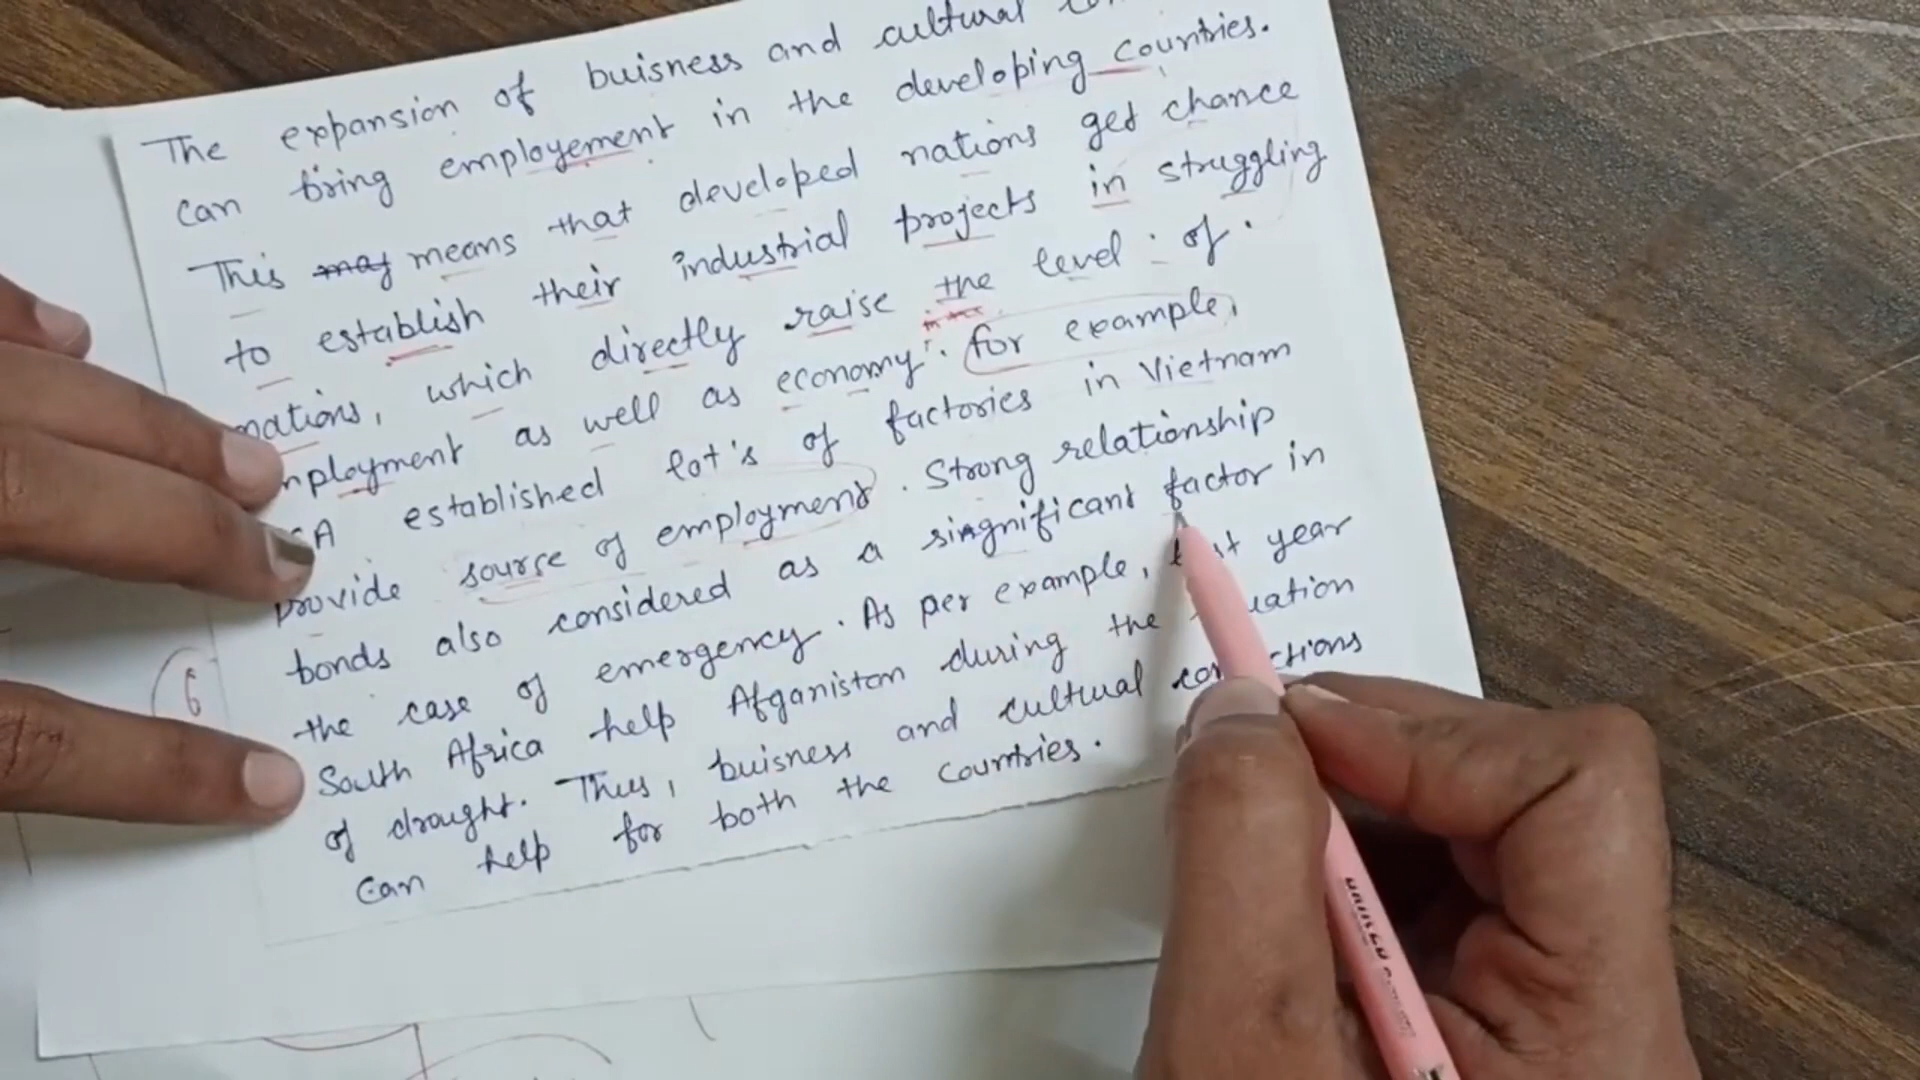 The expansion of buisness and cultural
can bring employement in the developing countries.
This may means that developed nations get chance
to establish their industrial projects in struggling
nations, which directly raise the level of
employment as well as economy. for example,
established lot's of factories in Vietnam
provide sourse of employment. Strong relationship
bonds also considered as a singnificant factor in
the case of emergency. As per example, last year
South Africa help Afganistan during the
of draught. Thus, buisness and cultural
can help for both the countries.
6